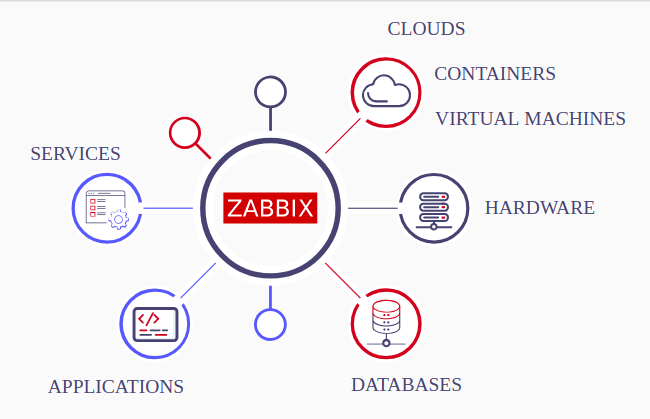 CLOUDS
CONTAINERS
VIRTUAL MACHINES
SERVICES
ZABBIX
HARDWARE
APPLICATIONS
DATABASES